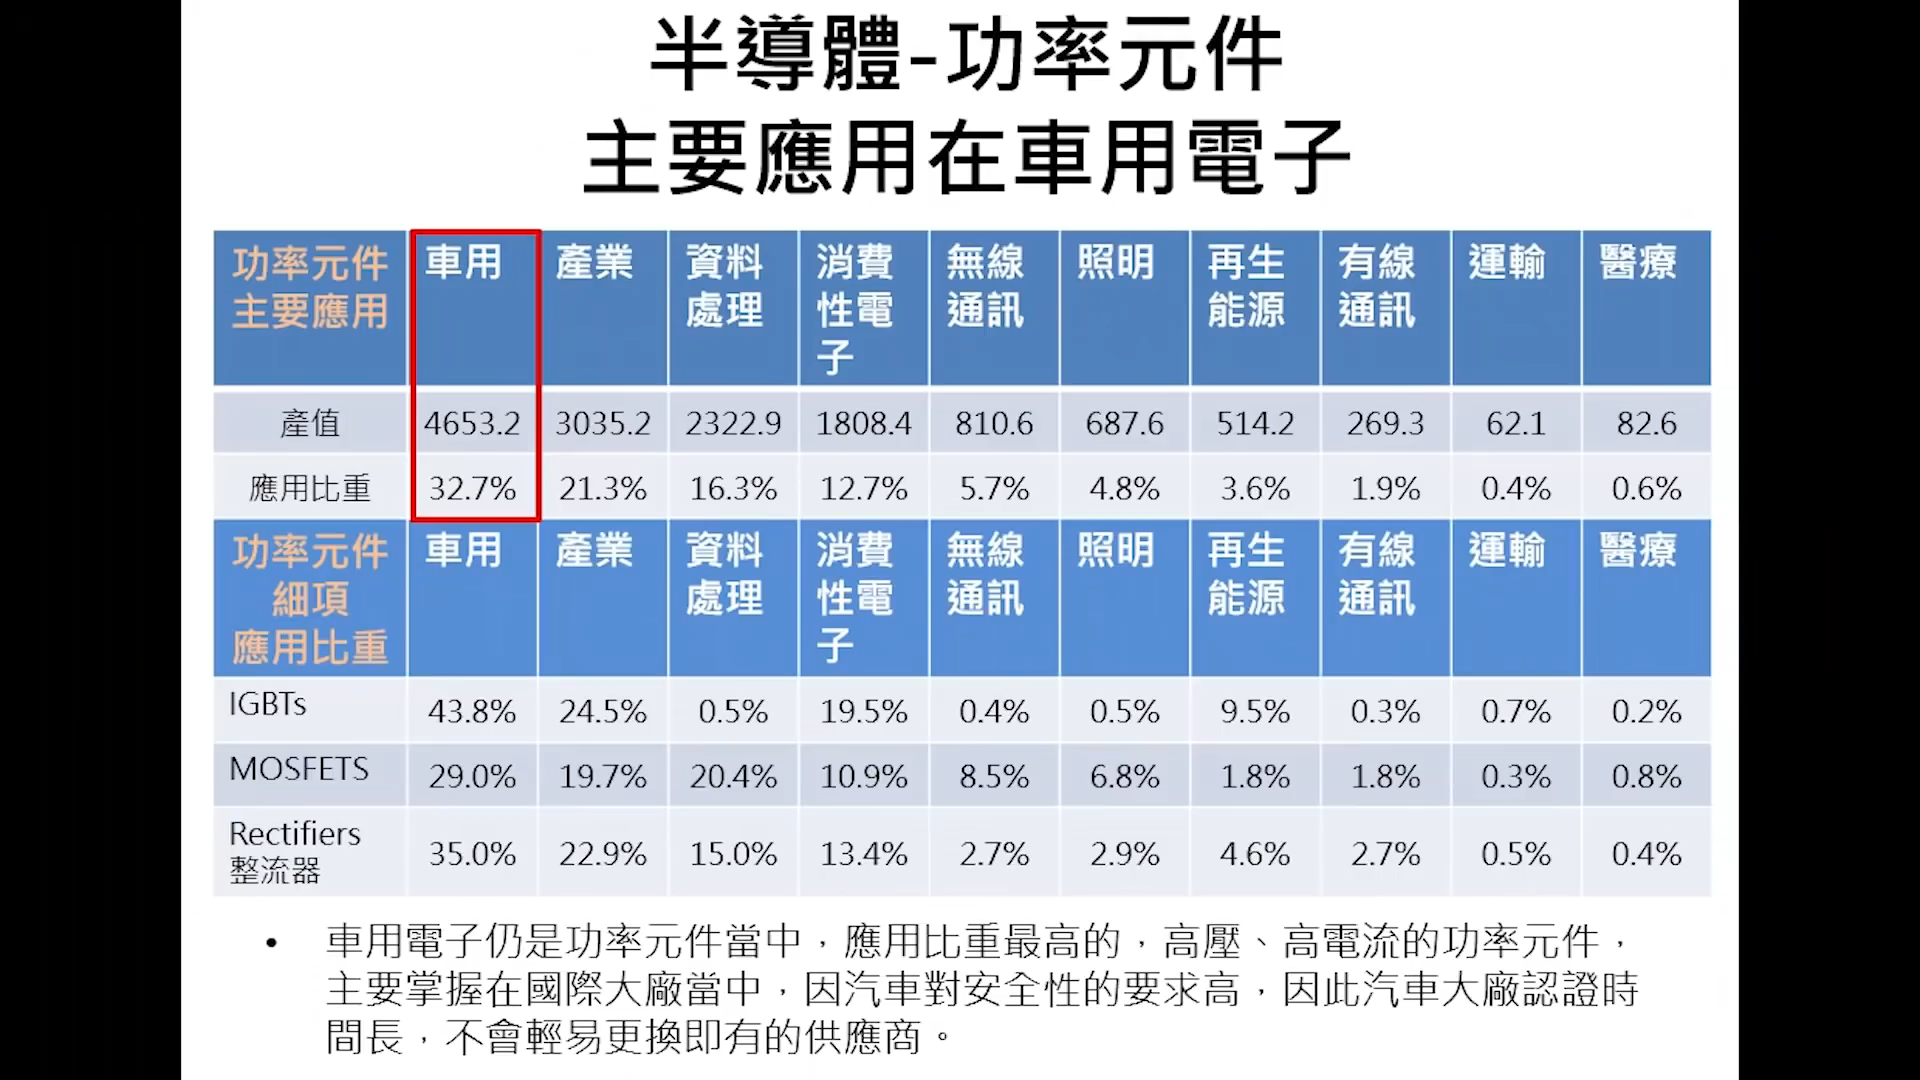 半導體-功率元件
主要應用在車用電子
功率元件主要應用 車用 產業 資料處理 消費性電子 無線通訊 照明 再生能源 有線通訊 運輸 醫療
產值 4653.2 3035.2 2322.9 1808.4 810.6 687.6 514.2 269.3 62.1 82.6
應用比重 32.7% 21.3% 16.3% 12.7% 5.7% 4.8% 3.6% 1.9% 0.4% 0.6%
功率元件細項應用比重 車用 產業 資料處理 消費性電子 無線通訊 照明 再生能源 有線通訊 運輸 醫療
IGBTs 43.8% 24.5% 0.5% 19.5% 0.4% 0.5% 9.5% 0.3% 0.7% 0.2%
MOSFETS 29.0% 19.7% 20.4% 10.9% 8.5% 6.8% 1.8% 1.8% 0.3% 0.8%
Rectifiers 整流器 35.0% 22.9% 15.0% 13.4% 2.7% 2.9% 4.6% 2.7% 0.5% 0.4%
• 車用電子仍是功率元件當中，應用比重最高的，高壓、高電流的功率元件，
主要掌握在國際大廠當中，因汽車對安全性的要求高，因此汽車大廠認證時
間長，不會輕易更換即有的供應商。